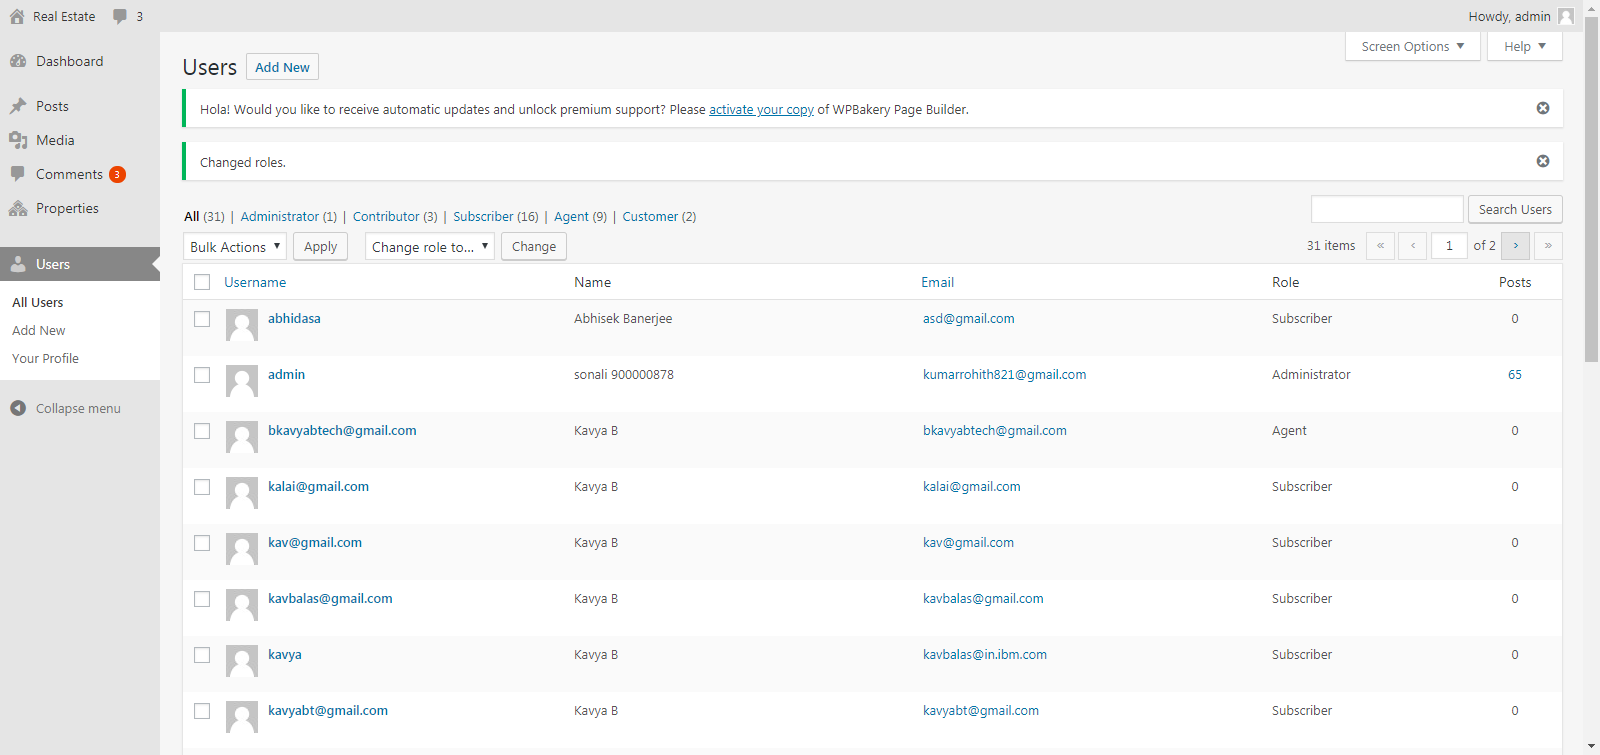 Real Estate 3 Howdy, admin
Screen Options ▼ Help ▼
Dashboard
Posts
Media
Comments 3
Properties
Users
All Users
Add New
Your Profile
Collapse menu
Users Add New
Hola! Would you like to receive automatic updates and unlock premium support? Please activate your copy of WPBakery Page Builder.
Changed roles.
All (31) | Administrator (1) | Contributor (3) | Subscriber (16) | Agent (9) | Customer (2)
Search Users
Bulk Actions ▼ Apply Change role to... ▼ Change 31 items « ‹ 1 of 2 › »
Username Name Email Role Posts
abhidasa Abhisek Banerjee asd@gmail.com Subscriber 0
admin sonali 900000878 kumarrohith821@gmail.com Administrator 65
bkavyabtech@gmail.com Kavya B bkavyabtech@gmail.com Agent 0
kalai@gmail.com Kavya B kalai@gmail.com Subscriber 0
kav@gmail.com Kavya B kav@gmail.com Subscriber 0
kavbalas@gmail.com Kavya B kavbalas@gmail.com Subscriber 0
kavya Kavya B kavbalas@in.ibm.com Subscriber 0
kavyabt@gmail.com Kavya B kavyabt@gmail.com Subscriber 0